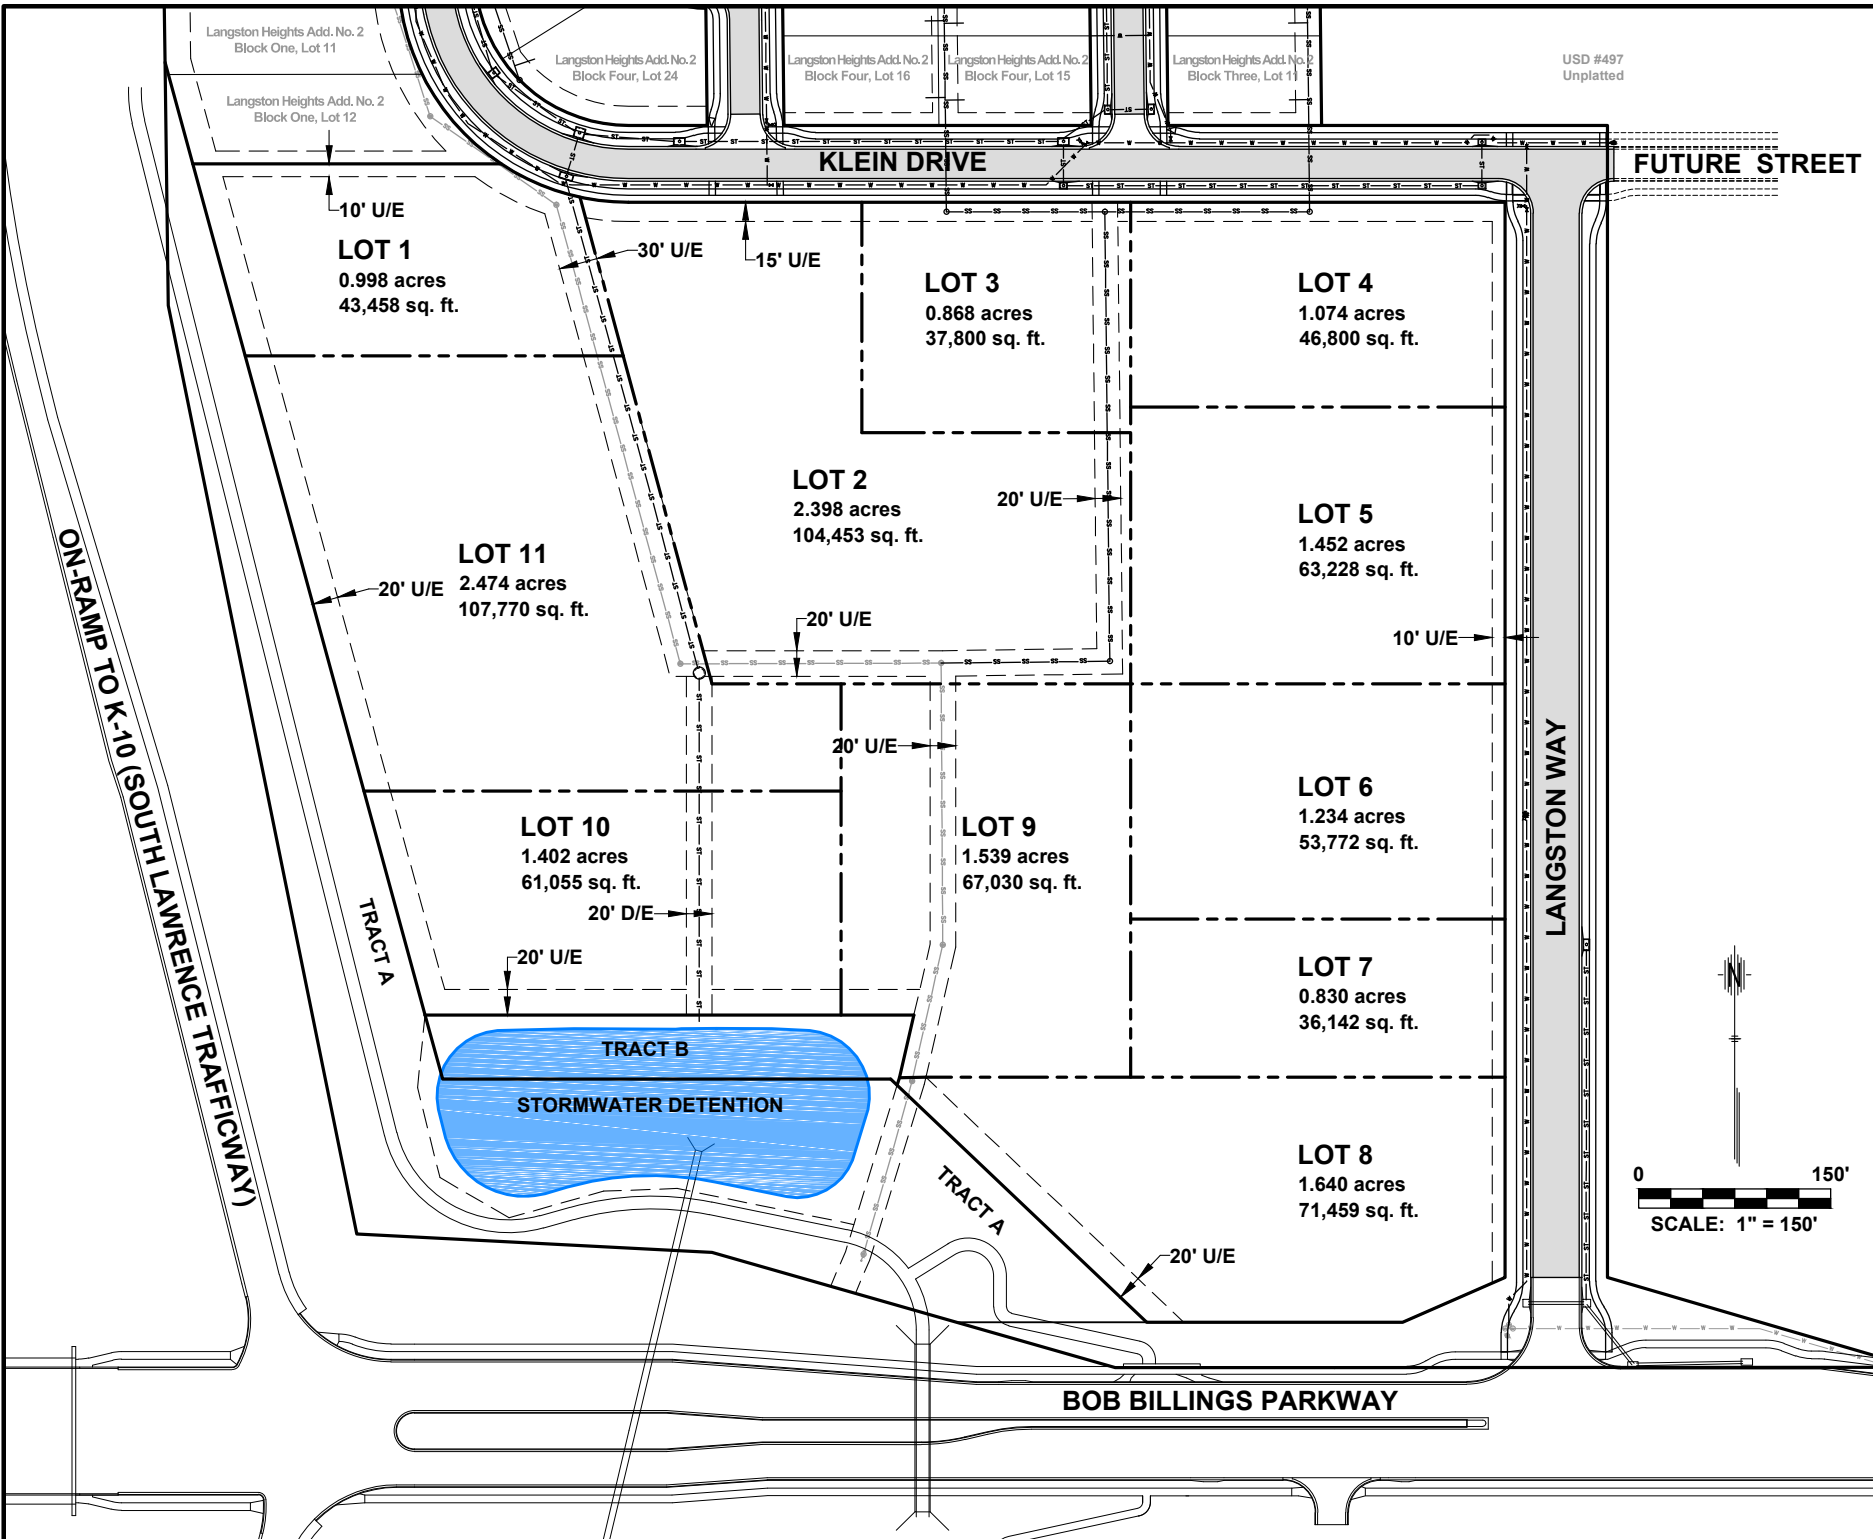 Langston Heights Add. No. 2
Block One, Lot 11
Langston Heights Add. No. 2
Block Four, Lot 24
Langston Heights Add. No. 2
Block Four, Lot 16
Langston Heights Add. No. 2
Block Four, Lot 15
Langston Heights Add. No. 2
Block Three, Lot 11
USD #497
Unplatted
Langston Heights Add. No. 2
Block One, Lot 12
KLEIN DRIVE
FUTURE STREET
10' U/E
30' U/E
15' U/E
LOT 1
0.998 acres
43,458 sq. ft.
LOT 3
0.868 acres
37,800 sq. ft.
LOT 4
1.074 acres
46,800 sq. ft.
LOT 2
2.398 acres
104,453 sq. ft.
20' U/E
LOT 5
1.452 acres
63,228 sq. ft.
LOT 11
2.474 acres
107,770 sq. ft.
20' U/E
20' U/E
10' U/E
ON-RAMP TO K-10 (SOUTH LAWRENCE TRAFFICWAY)
20' U/E
LANGSTON WAY
LOT 6
1.234 acres
53,772 sq. ft.
LOT 10
1.402 acres
61,055 sq. ft.
LOT 9
1.539 acres
67,030 sq. ft.
20' D/E
TRACT A
20' U/E
LOT 7
0.830 acres
36,142 sq. ft.
N
TRACT B
STORMWATER DETENTION
LOT 8
1.640 acres
71,459 sq. ft.
TRACT A
20' U/E
0 150'
SCALE: 1" = 150'
BOB BILLINGS PARKWAY